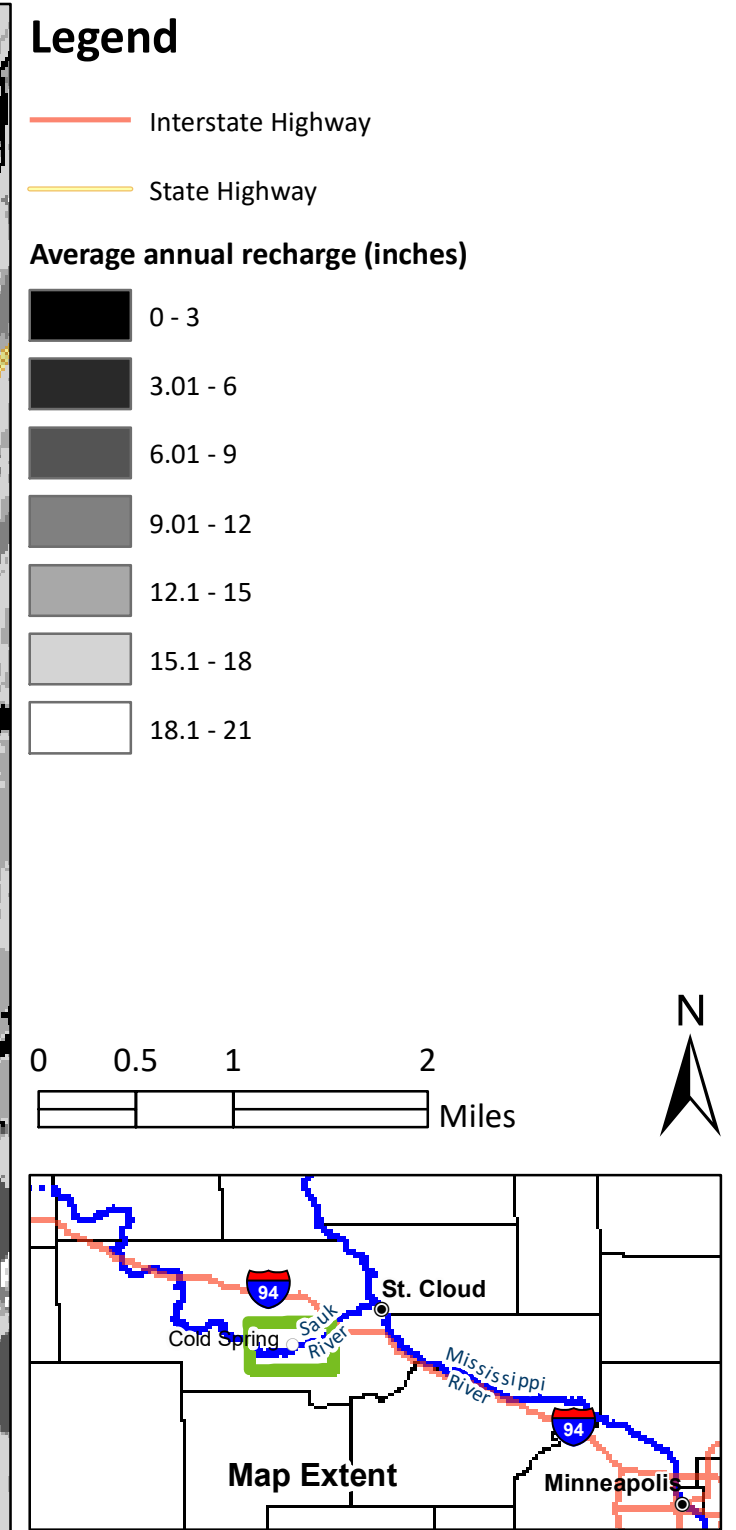 Legend
Interstate Highway
State Highway
Average annual recharge (inches)
0 - 3
3.01 - 6
6.01 - 9
9.01 - 12
12.1 - 15
15.1 - 18
18.1 - 21
N
0 0.5 1 2
Miles
94
St. Cloud
Sauk
River
Cold Spring
Mississippi
River
94
Map Extent
Minneapolis